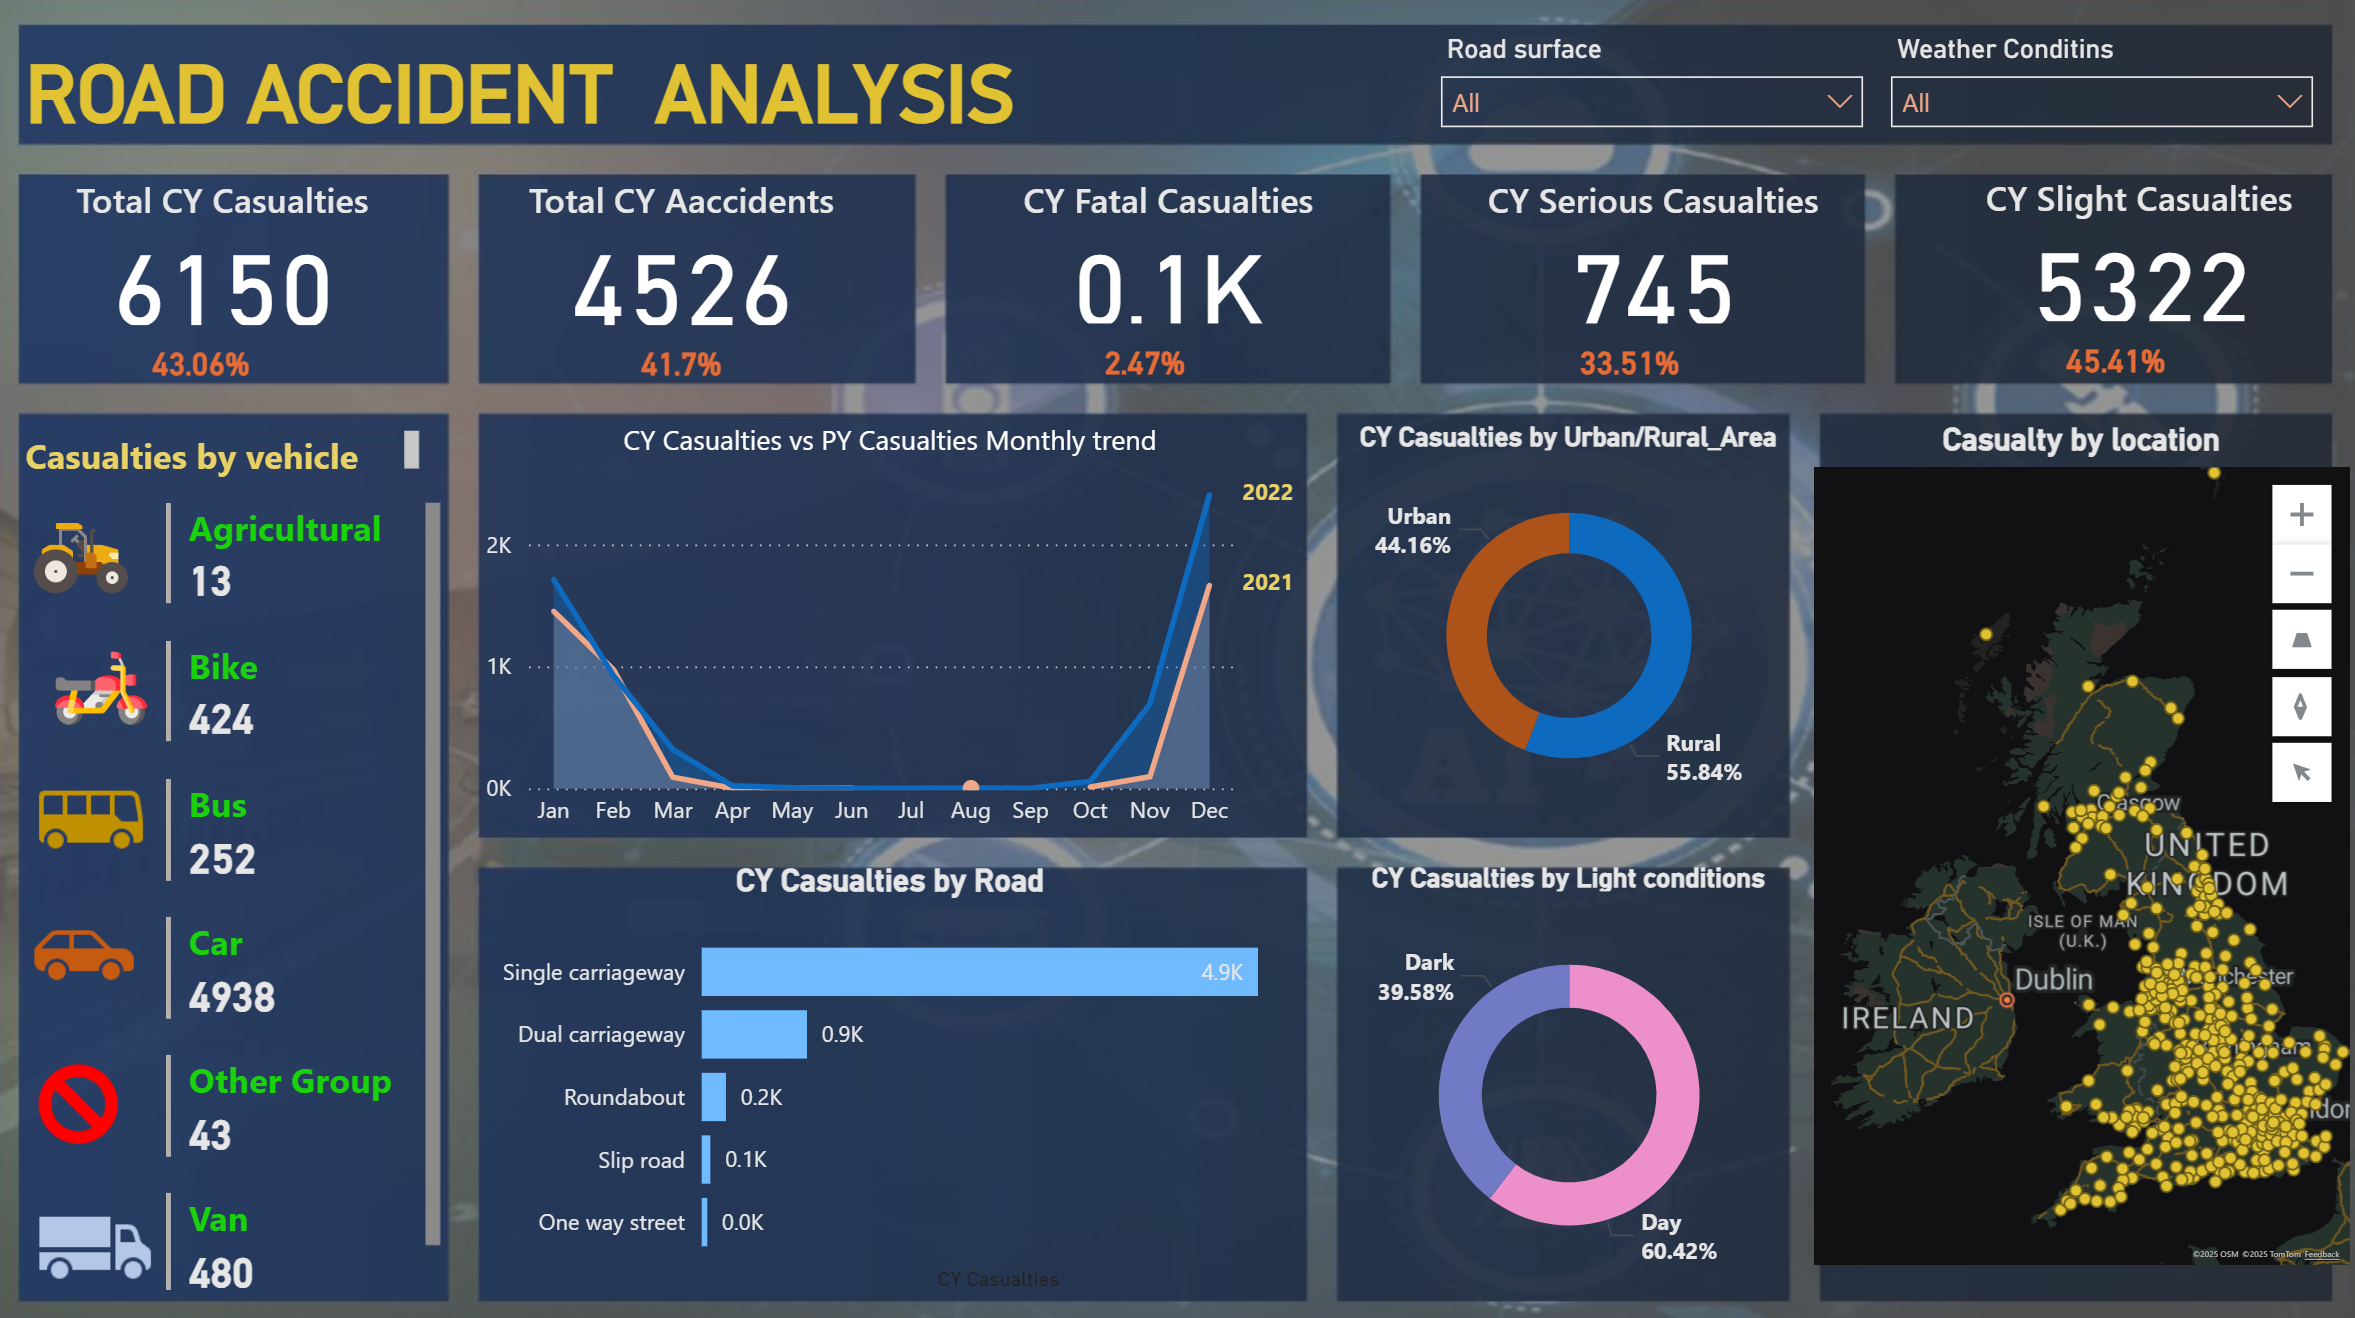 ROAD ACCIDENT  ANALYSIS
Road surface
All
Weather Conditins
All
Total CY Casualties
6150
43.06%
Total CY Aaccidents
4526
41.7%
CY Fatal Casualties
0.1K
2.47%
CY Serious Casualties
745
33.51%
CY Slight Casualties
5322
45.41%
Casualties by vehicle
Agricultural
13
Bike
424
Bus
252
Car
4938
Other Group
43
Van
480
CY Casualties vs PY Casualties Monthly trend
2022
2021
2K
1K
0K
Jan Feb Mar Apr May Jun Jul Aug Sep Oct Nov Dec
CY Casualties by Urban/Rural_Area
Urban
44.16%
Rural
55.84%
CY Casualties by Road
Single carriageway 4.9K
Dual carriageway 0.9K
Roundabout 0.2K
Slip road 0.1K
One way street 0.0K
CY Casualties
CY Casualties by Light conditions
Dark
39.58%
Day
60.42%
Casualty by location
Glasgow
UNITED
KINGDOM
ISLE OF MAN
(U.K.)
Dublin
IRELAND
©2025 OSM ©2025 TomTom Feedback